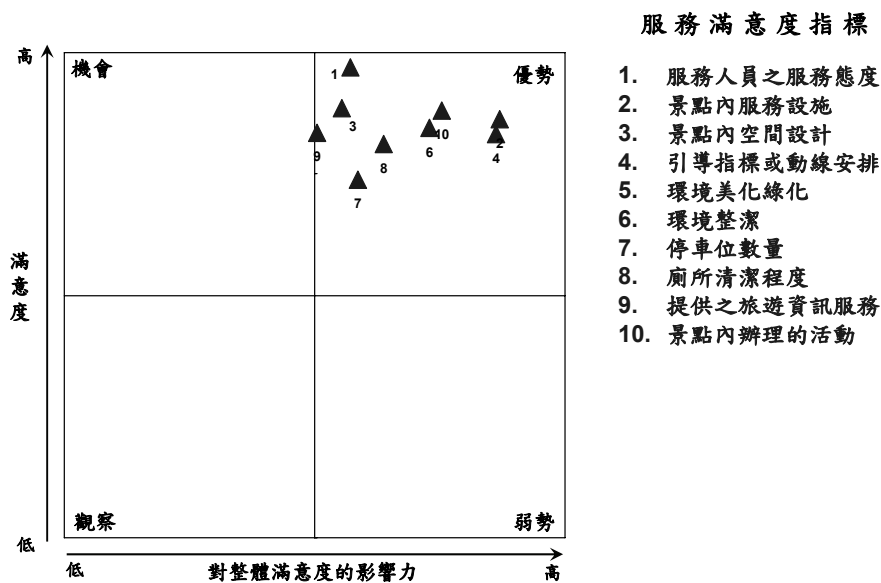 服務滿意度指標
高
機會
優勢
1
3
9
10
6
2
4
8
7
滿意度
觀察
弱勢
低
低
對整體滿意度的影響力
高
1. 服務人員之服務態度
2. 景點內服務設施
3. 景點內空間設計
4. 引導指標或動線安排
5. 環境美化綠化
6. 環境整潔
7. 停車位數量
8. 廁所清潔程度
9. 提供之旅遊資訊服務
10. 景點內辦理的活動